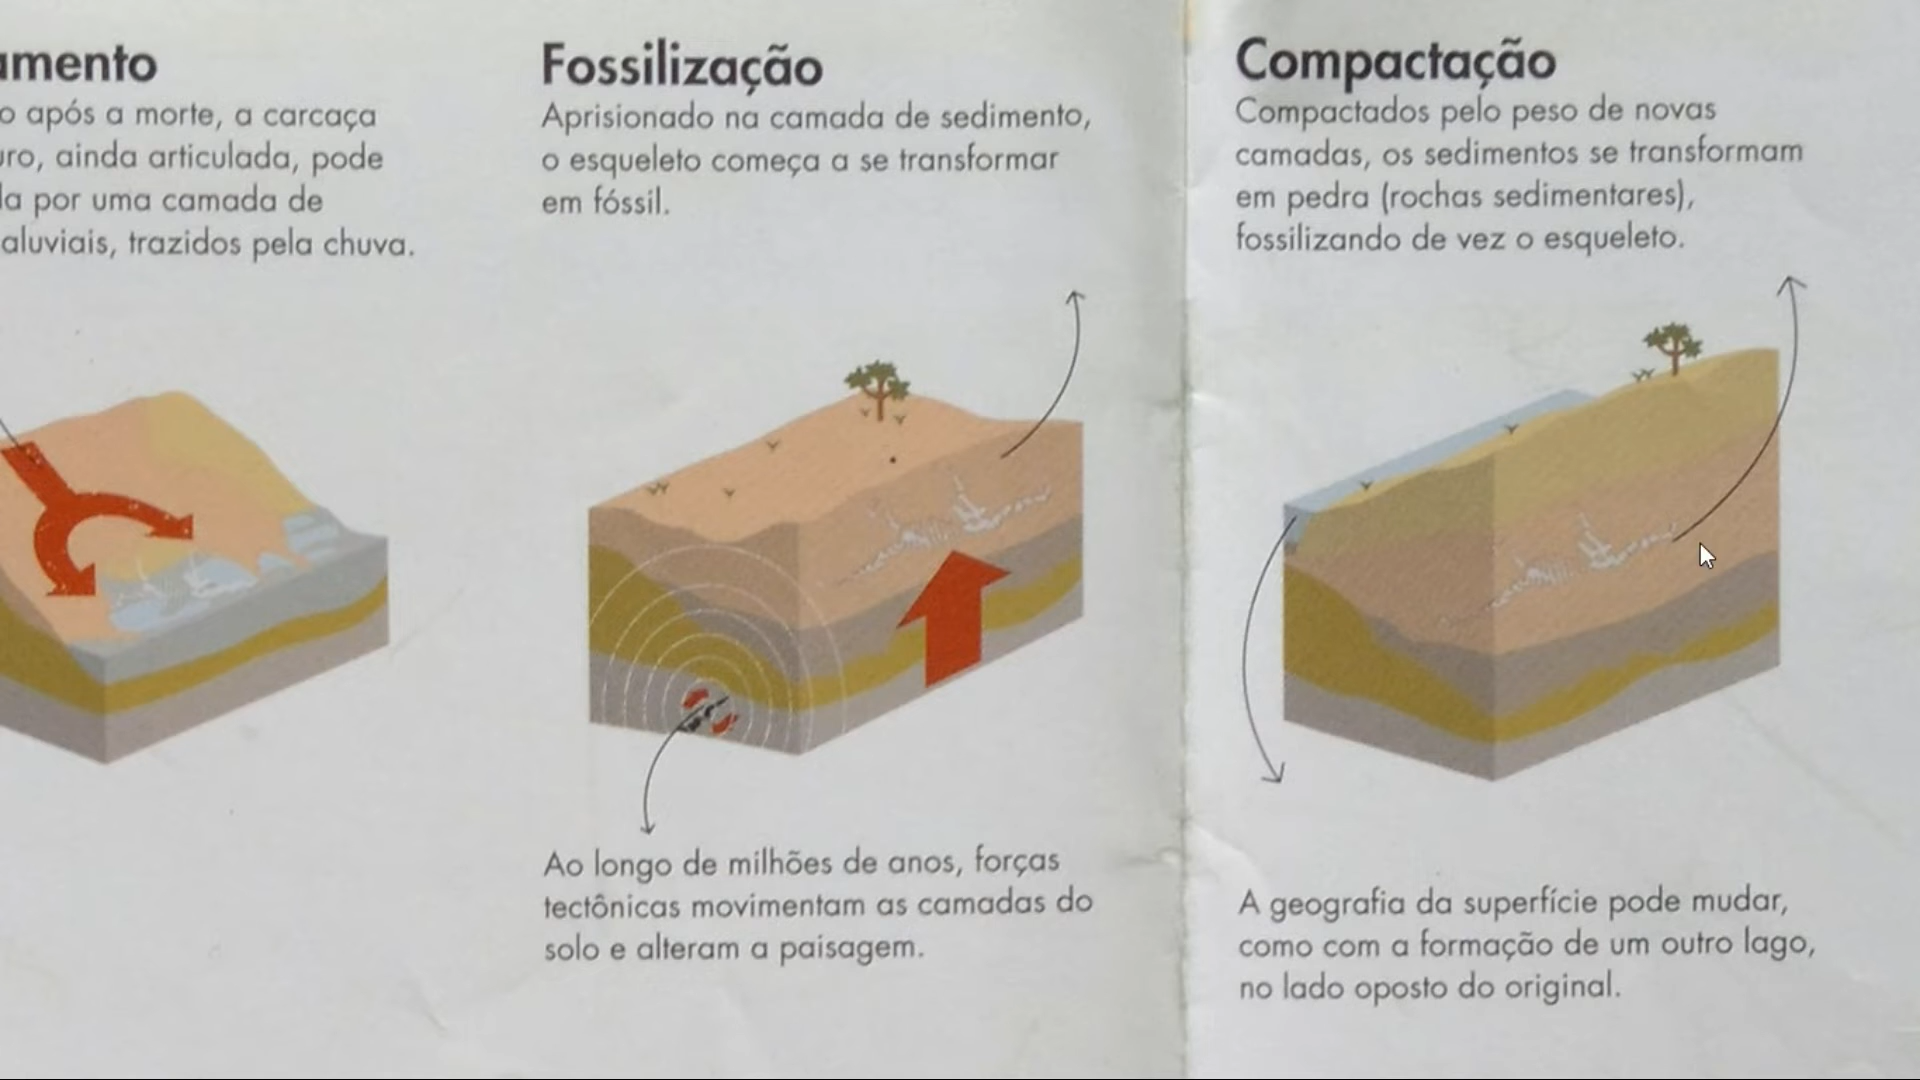 amento
o após a morte, a carcaça
uro, ainda articulada, pode
da por uma camada de
aluviais, trazidos pela chuva.
Fossilização
Aprisionado na camada de sedimento,
o esqueleto começa a se transformar
em fóssil.
Ao longo de milhões de anos, forças
tectônicas movimentam as camadas do
solo e alteram a paisagem.
Compactação
Compactados pelo peso de novas
camadas, os sedimentos se transformam
em pedra (rochas sedimentares),
fossilizando de vez o esqueleto.
A geografia da superfície pode mudar,
como com a formação de um outro lago,
no lado oposto do original.